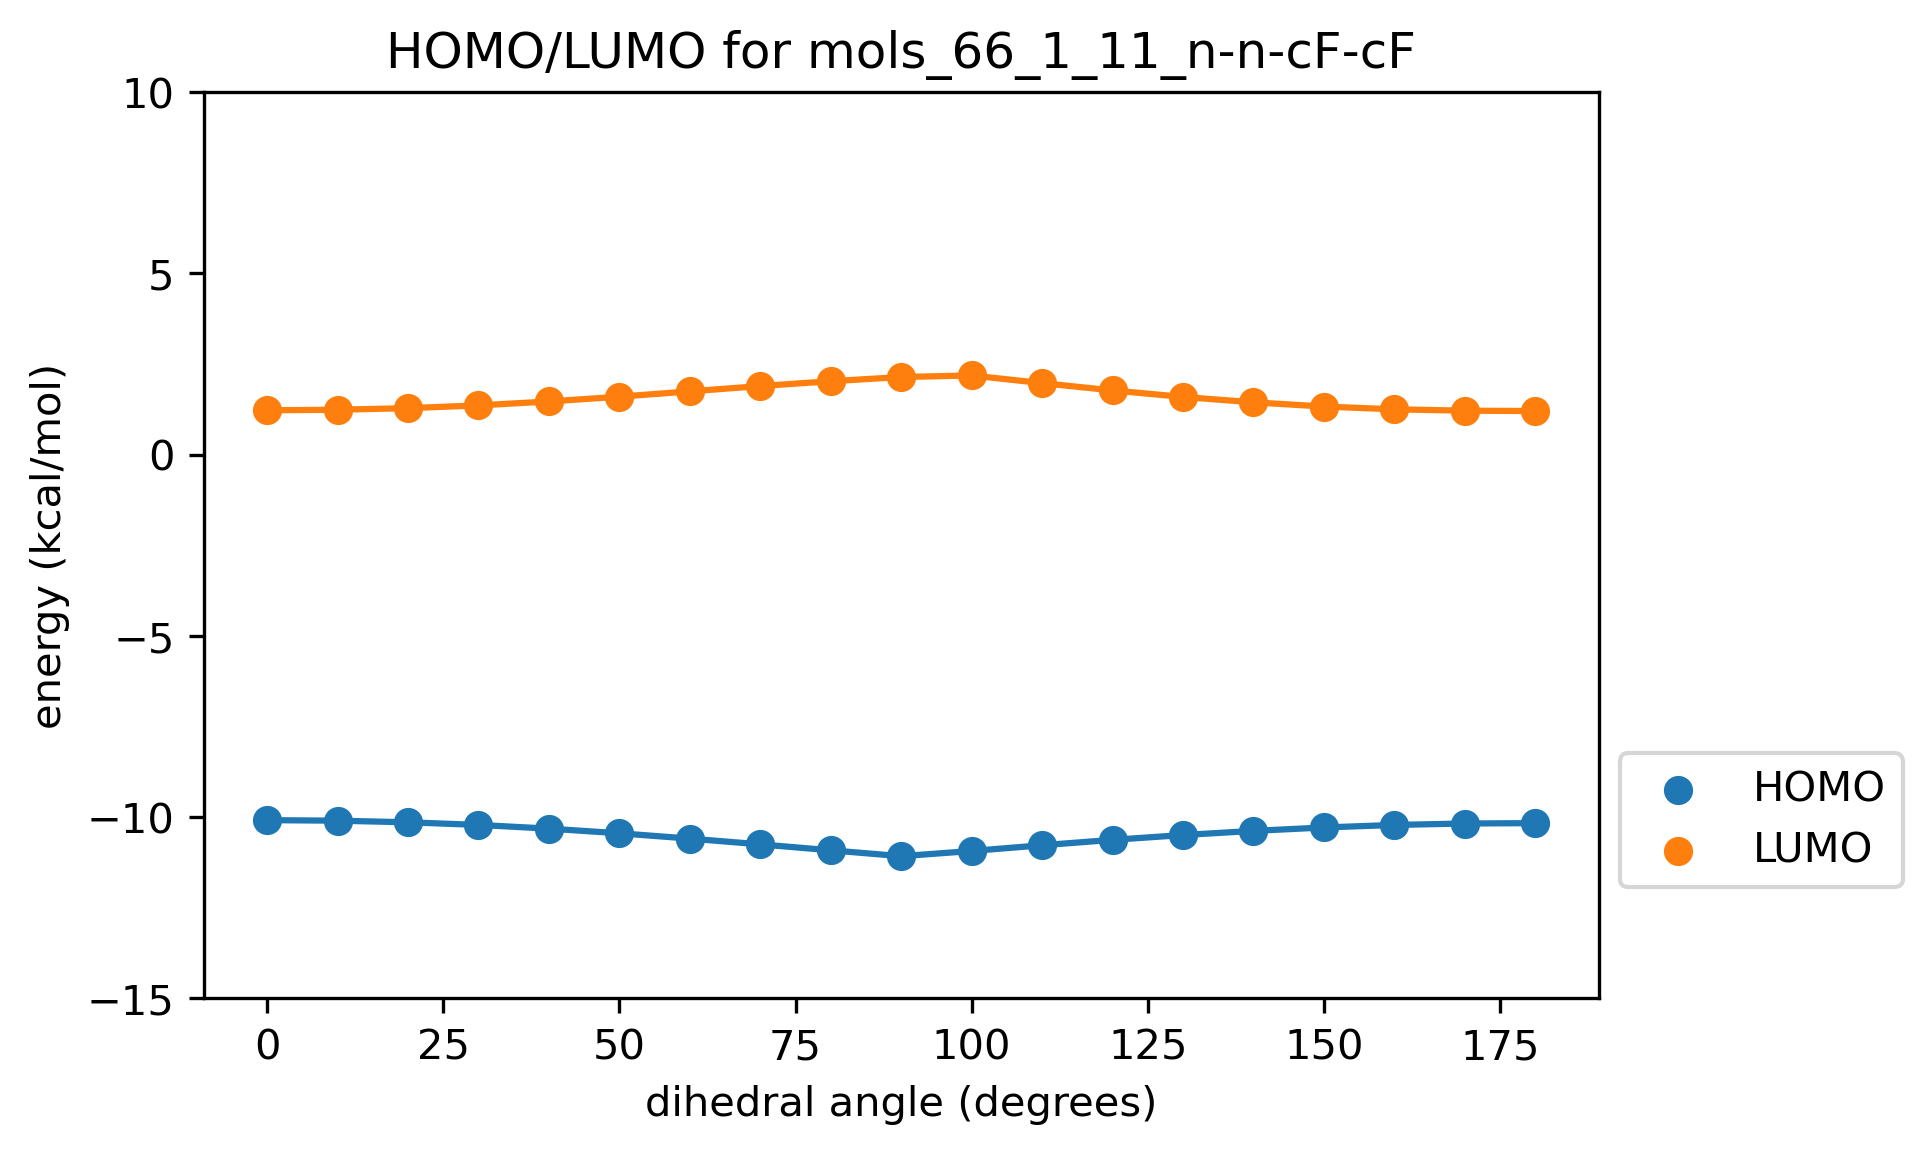 HOMO/LUMO for mols_66_1_11_n-n-cF-cF
10
5
0
−5
−10
−15
energy (kcal/mol)
0 25 50 75 100 125 150 175
dihedral angle (degrees)
HOMO
LUMO